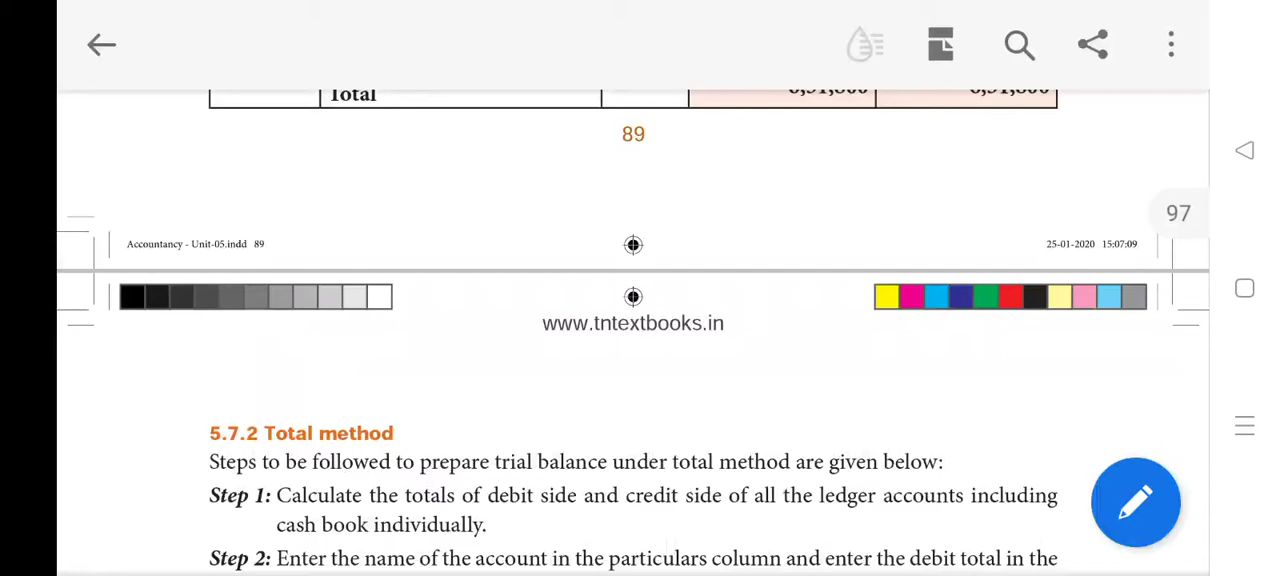 Total
89
97
Accountancy - Unit-05.indd 89
25-01-2020 15:07:09
www.tntextbooks.in
5.7.2 Total method
Steps to be followed to prepare trial balance under total method are given below:
Step 1: Calculate the totals of debit side and credit side of all the ledger accounts including
cash book individually.
Step 2: Enter the name of the account in the particulars column and enter the debit total in the